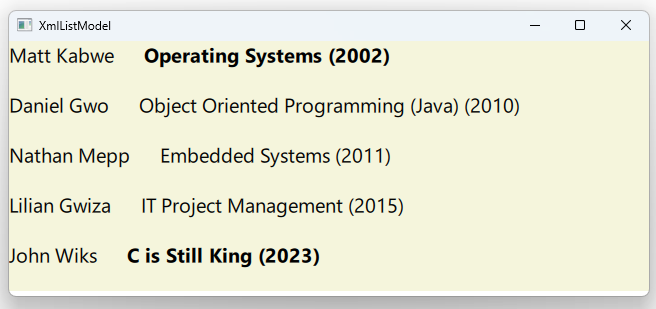 XmlListModel
Matt Kabwe Operating Systems (2002)
Daniel Gwo Object Oriented Programming (Java) (2010)
Nathan Mepp Embedded Systems (2011)
Lilian Gwiza IT Project Management (2015)
John Wiks C is Still King (2023)